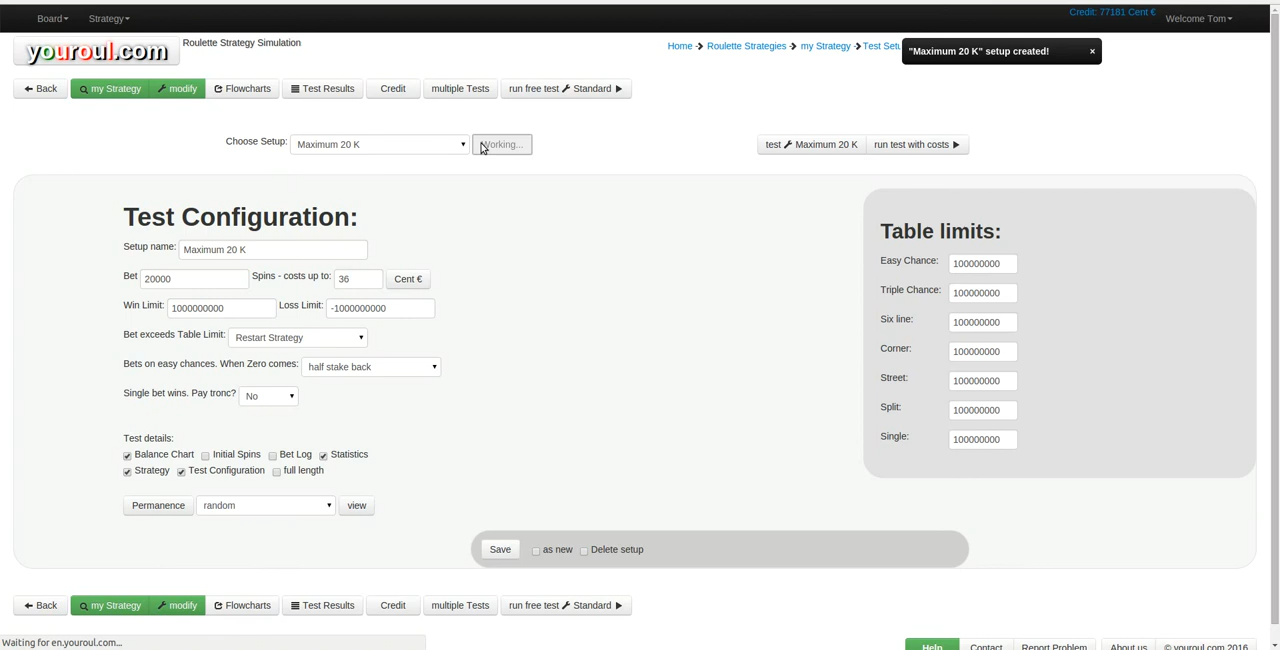 Board Strategy Credit: 77181 Cent € Welcome Tom
youroul.com Roulette Strategy Simulation Home Roulette Strategies my Strategy Test Setu "Maximum 20 K" setup created! ×
Back my Strategy modify Flowcharts Test Results Credit multiple Tests run free test Standard
Choose Setup: Maximum 20 K Working... test Maximum 20 K run test with costs
Test Configuration: Table limits:
Setup name: Maximum 20 K Easy Chance: 100000000
Bet 20000 Spins - costs up to: 36 Cent € Triple Chance: 100000000
Win Limit: 1000000000 Loss Limit: -1000000000 Six line: 100000000
Bet exceeds Table Limit: Restart Strategy Corner: 100000000
Bets on easy chances. When Zero comes: half stake back Street: 100000000
Single bet wins. Pay tronc? No Split: 100000000
Test details: Single: 100000000
Balance Chart Initial Spins Bet Log Statistics
Strategy Test Configuration full length
Permanence random view
Save as new Delete setup
Back my Strategy modify Flowcharts Test Results Credit multiple Tests run free test Standard
Waiting for en.youroul.com... Help Contact Report Problem About us © youroul.com 2016